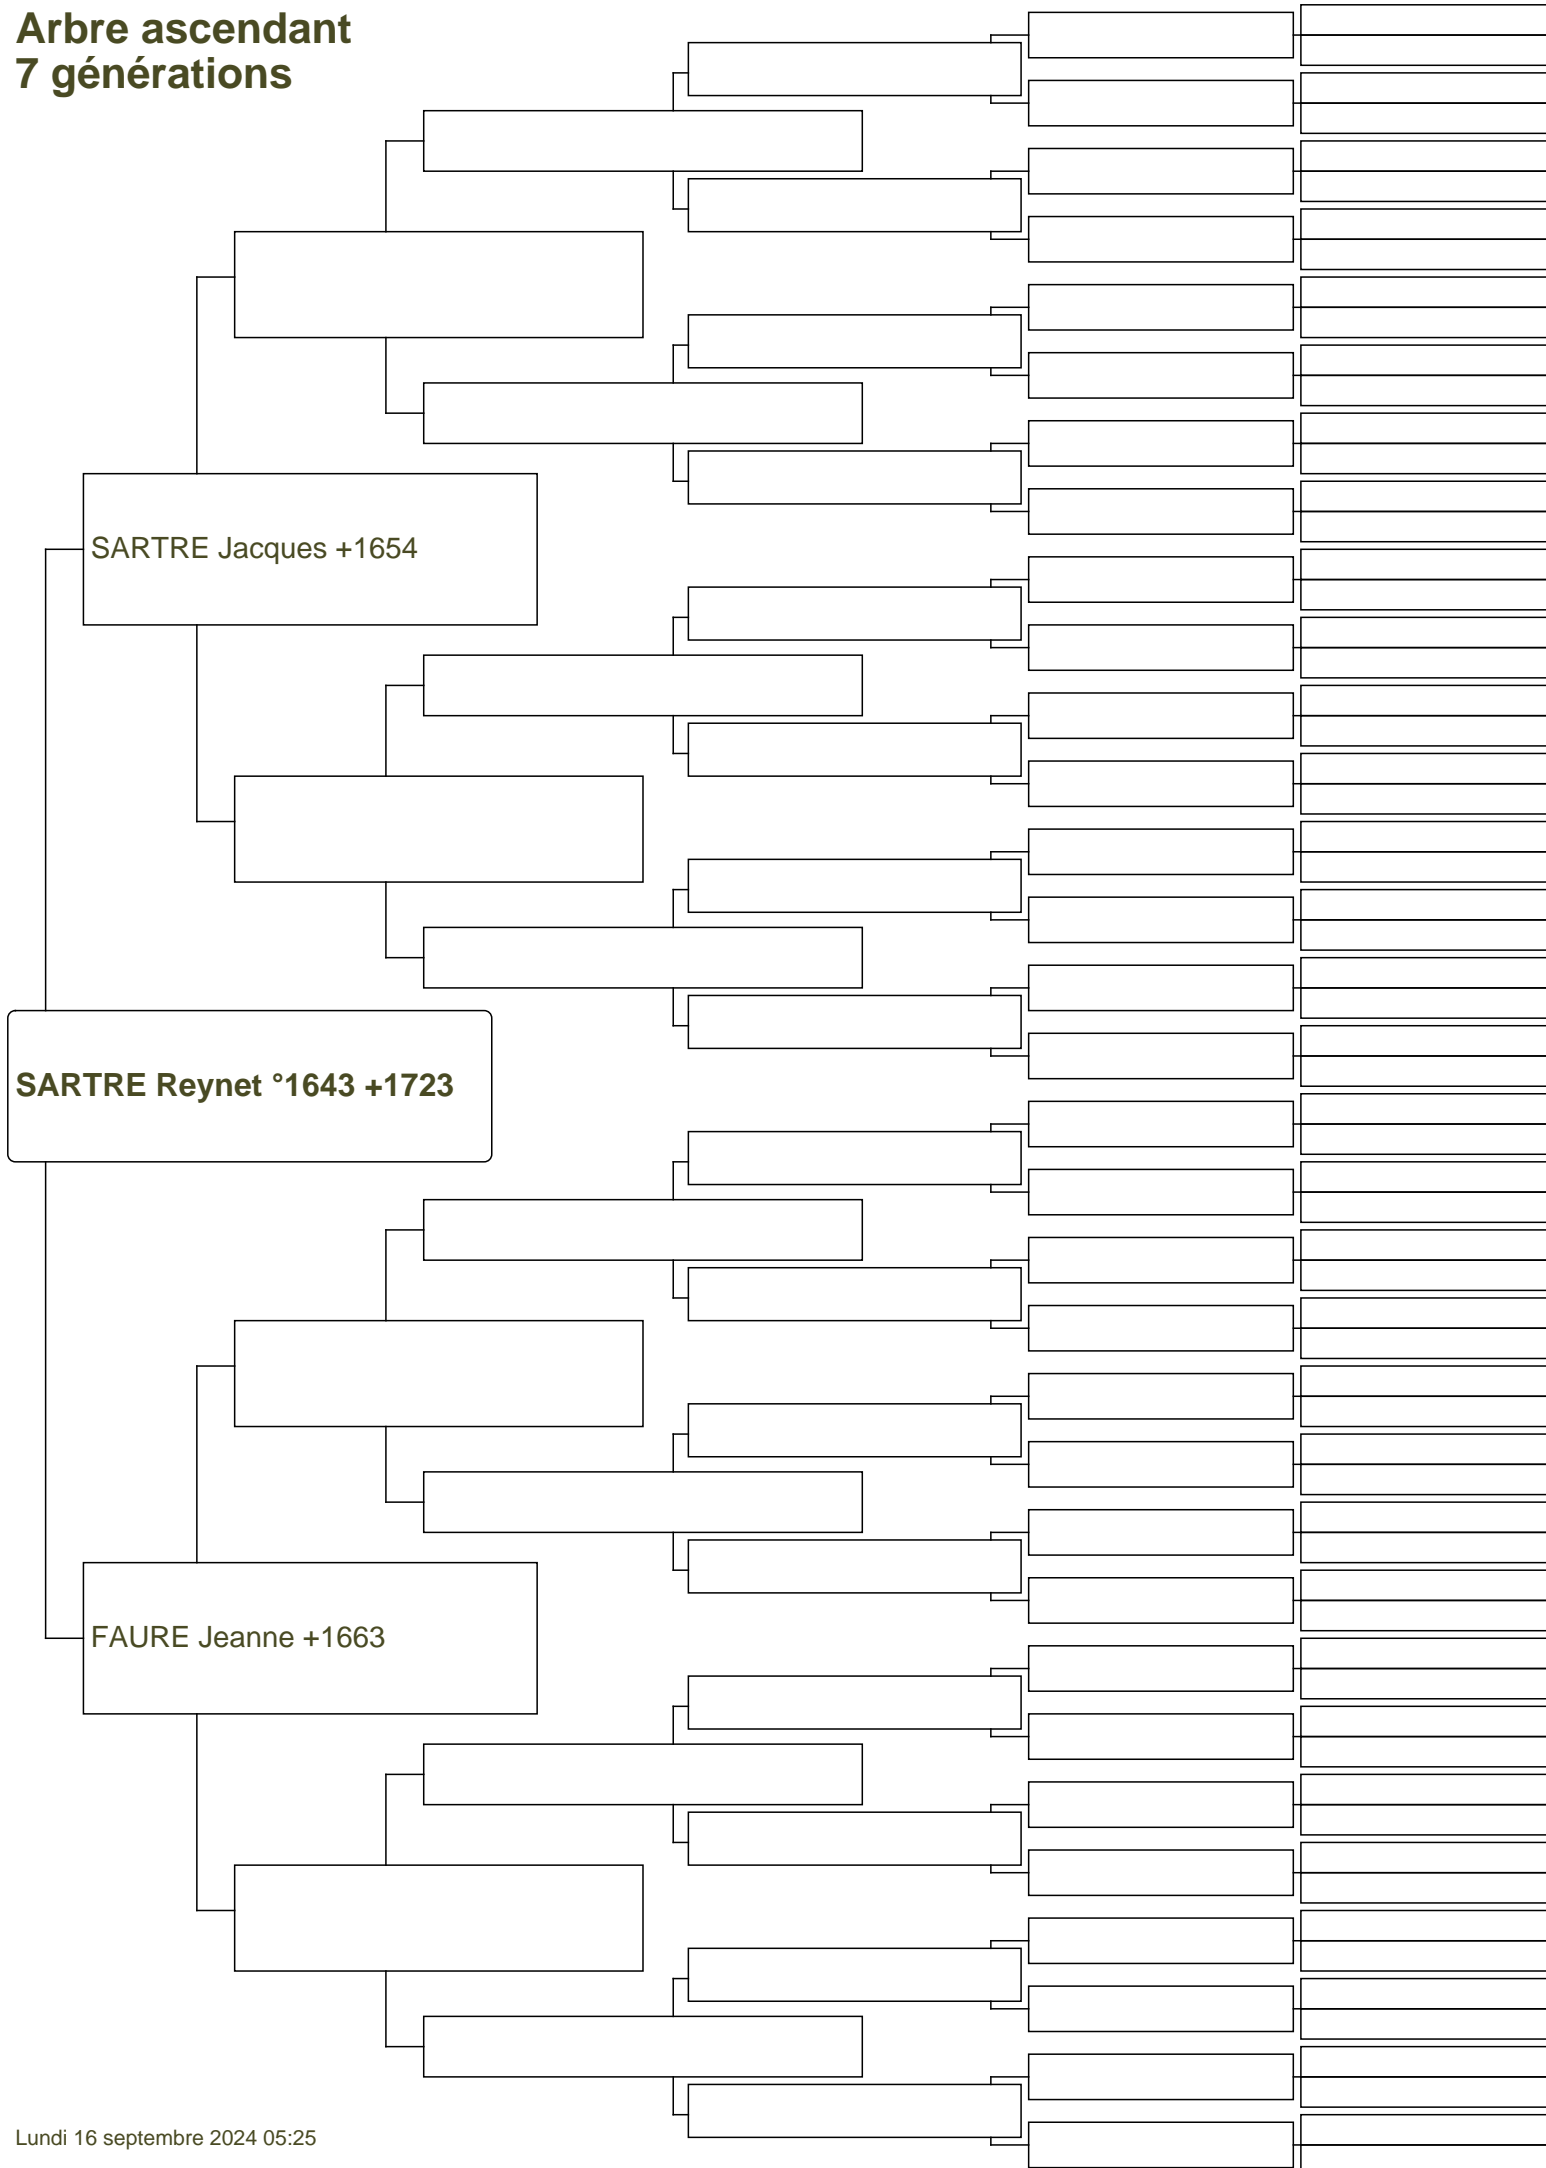 Arbre ascendant
7 générations
SARTRE Jacques +1654
SARTRE Reynet °1643 +1723
FAURE Jeanne +1663
Lundi 16 septembre 2024 05:25